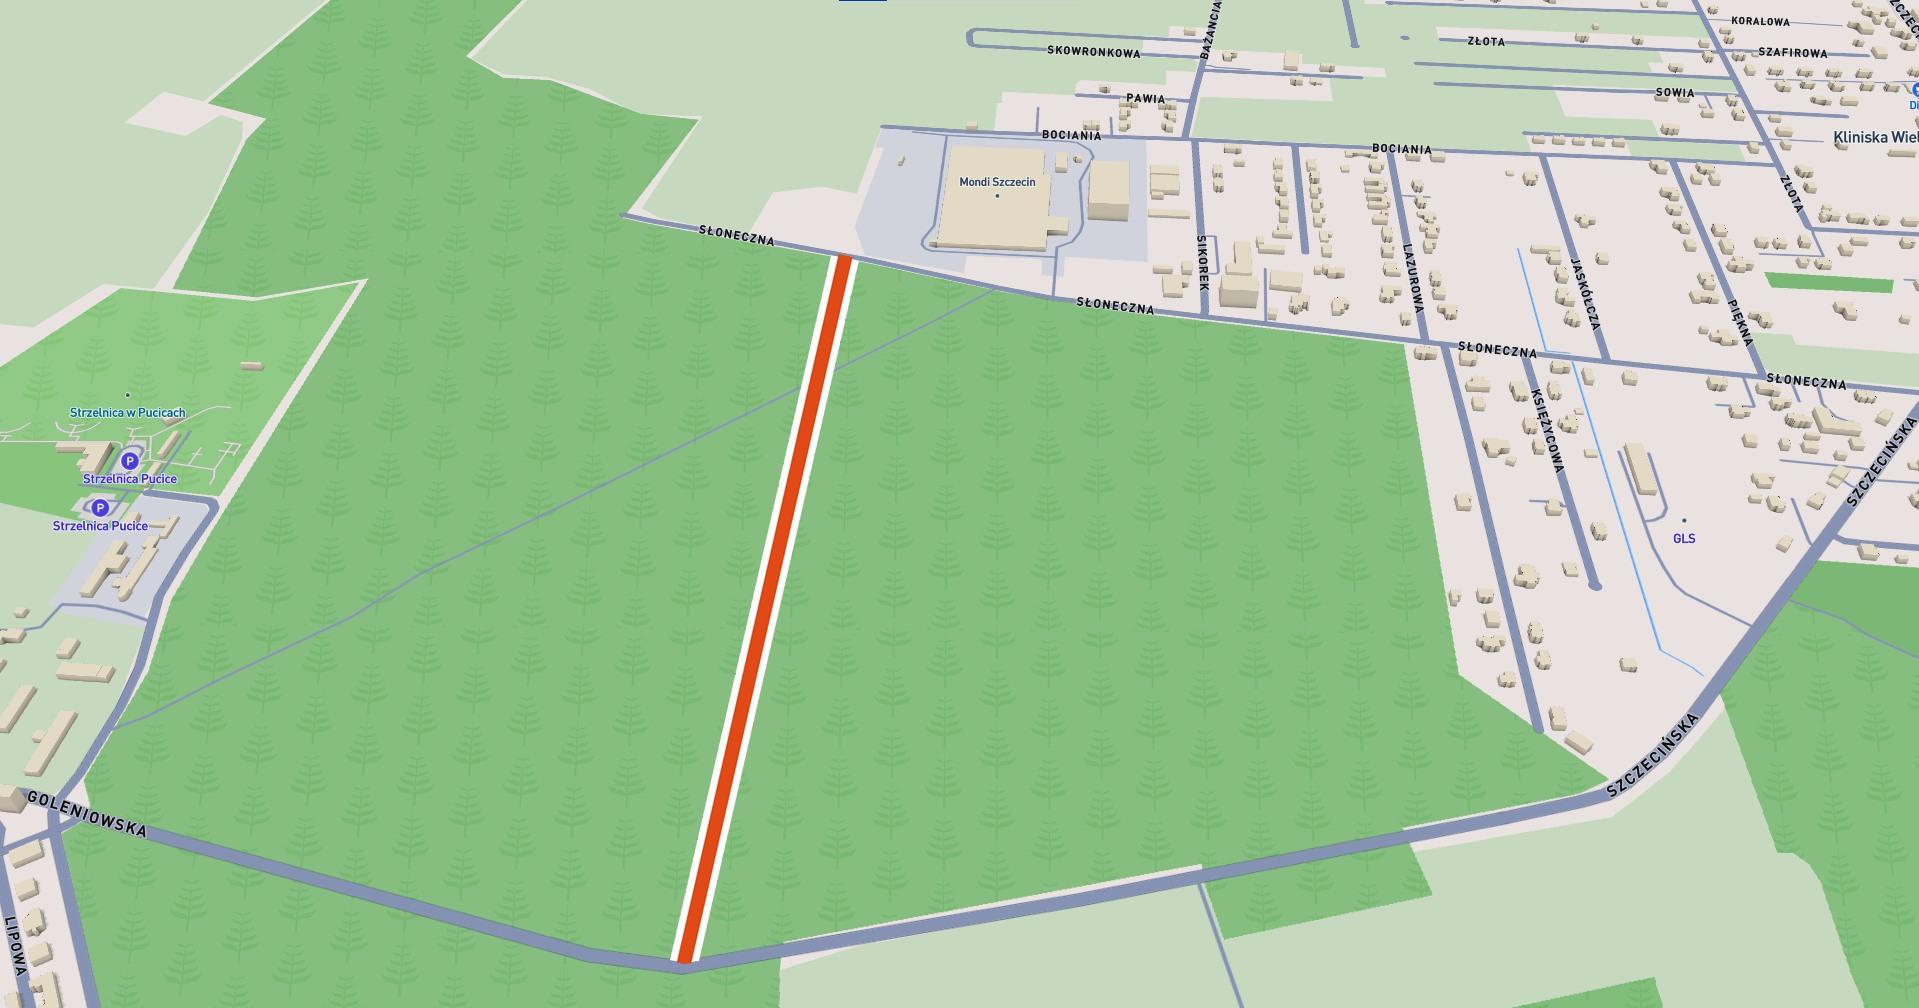 KORALOWA
BAŻANCIA
ZŁOTA
SKOWRONKOWA
SZAFIROWA
PAWIA
SOWIA
BOCIANIA
Kliniska Wiel
BOCIANIA
Mondi Szczecin
ZŁOTA
SŁONECZNA
SIKOREK
LAZUROWA
JASKÓŁCZA
SŁONECZNA
PIĘKNA
SŁONECZNA
SŁONECZNA
Strzelnica w Pucicach
KSIĘŻYCOWA
SZCZECIŃSKA
P
Strzelnica Pucice
P
Strzelnica Pucice
GLS
SZCZECIŃSKA
GOLENIOWSKA
LIPOWA